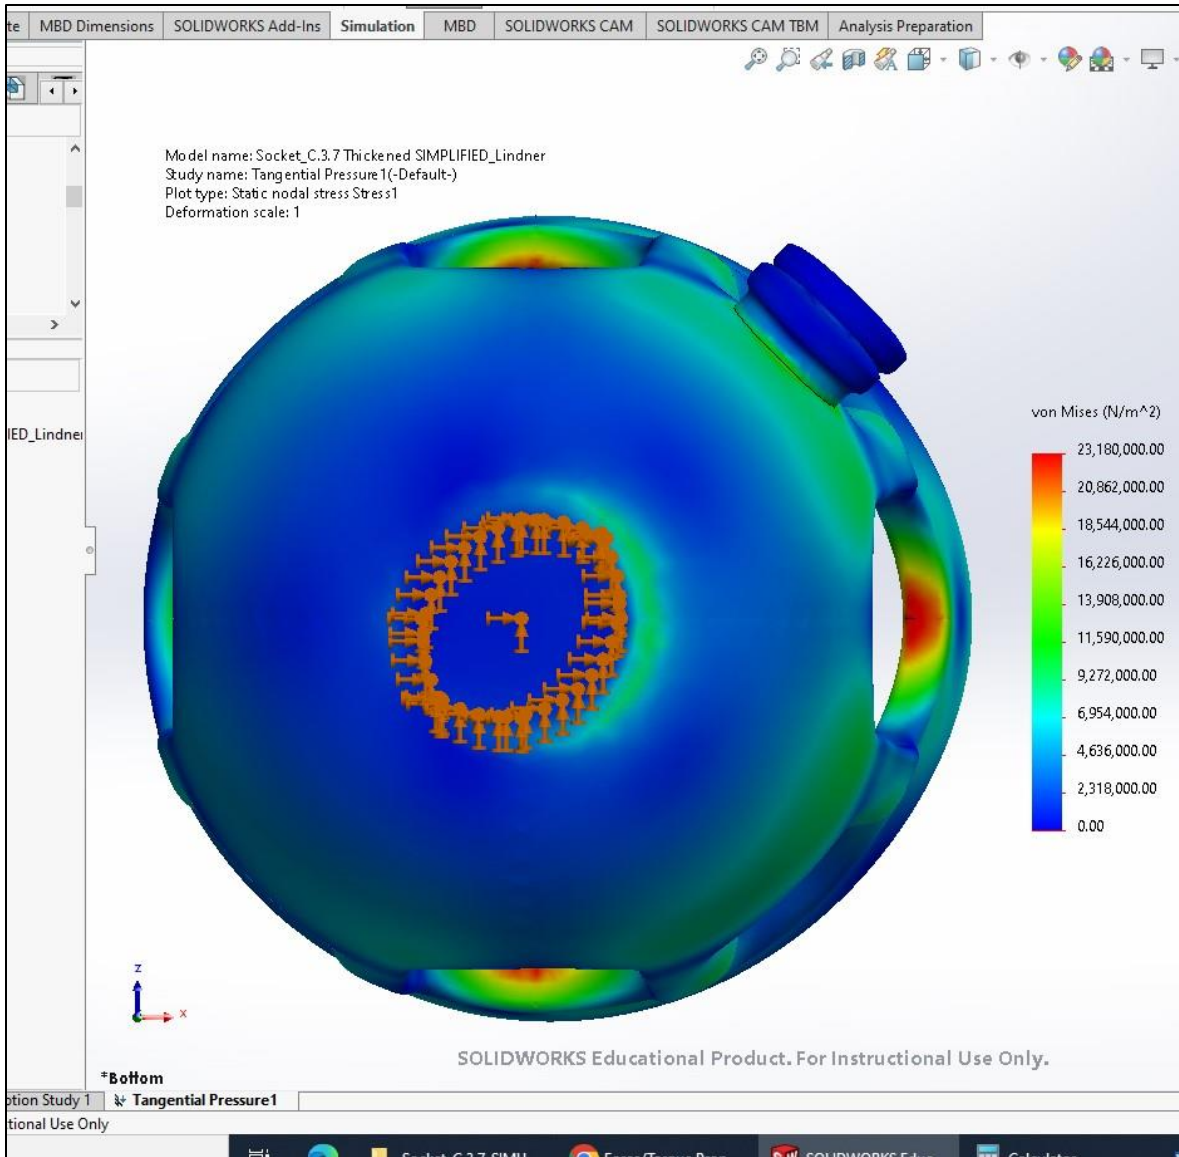 te MBD Dimensions SOLIDWORKS Add-Ins Simulation MBD SOLIDWORKS CAM SOLIDWORKS CAM TBM Analysis Preparation
Model name: Socket_C.3.7 Thickened SIMPLIFIED_Lindner
Study name: Tangential Pressure1(-Default-)
Plot type: Static nodal stress Stress1
Deformation scale: 1
IED_Lindner
von Mises (N/m^2)
23,180,000.00
20,862,000.00
18,544,000.00
16,226,000.00
13,908,000.00
11,590,000.00
9,272,000.00
6,954,000.00
4,636,000.00
2,318,000.00
0.00
z
x
SOLIDWORKS Educational Product. For Instructional Use Only.
*Bottom
otion Study 1 Tangential Pressure1
tional Use Only
SOLIDWORKS Educ... Calculator